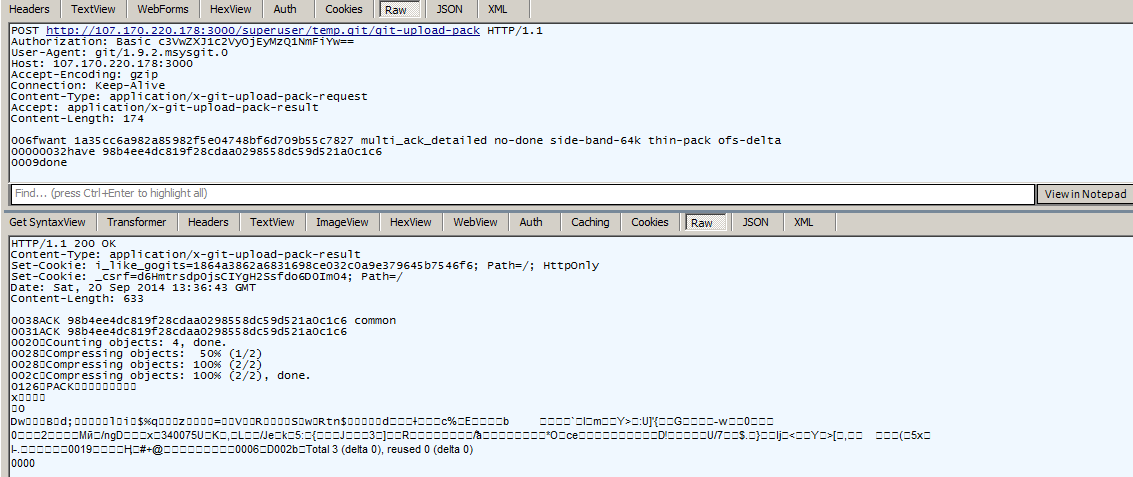 Headers TextView WebForms HexView Auth Cookies Raw JSON XML
POST http://107.170.220.178:3000/superuser/temp.git/git-upload-pack HTTP/1.1
Authorization: Basic c3VwZXJ1c2VyOjEyMzQ1NmFiYw==
User-Agent: git/1.9.2.msysgit.0
Host: 107.170.220.178:3000
Accept-Encoding: gzip
Connection: Keep-Alive
Content-Type: application/x-git-upload-pack-request
Accept: application/x-git-upload-pack-result
Content-Length: 174
006fwant 1a35cc6a982a85982f5e04748bf6d709b55c7827 multi_ack_detailed no-done side-band-64k thin-pack ofs-delta
00000032have 98b4ee4dc819f28cdaa0298558dc59d521a0c1c6
0009done
Find... (press Ctrl+Enter to highlight all) View in Notepad
Get SyntaxView Transformer Headers TextView ImageView HexView WebView Auth Caching Cookies Raw JSON XML
HTTP/1.1 200 OK
Content-Type: application/x-git-upload-pack-result
Set-Cookie: i_like_gogits=1864a3862a6831698ce032c0a9e379645b7546f6; Path=/; HttpOnly
Set-Cookie: _csrf=d6Hmtrsdp0jsCIYgH2Ssfdo6D0Im04; Path=/
Date: Sat, 20 Sep 2014 13:36:43 GMT
Content-Length: 633
0038ACK 98b4ee4dc819f28cdaa0298558dc59d521a0c1c6 common
0031ACK 98b4ee4dc819f28cdaa0298558dc59d521a0c1c6
0020Counting objects: 4, done.
0028Compressing objects: 50% (1/2)
0028Compressing objects: 100% (2/2)
002cCompressing objects: 100% (2/2), done.
0126PACK
x
O
0019 0006 002bTotal 3 (delta 0), reused 0 (delta 0)
0000